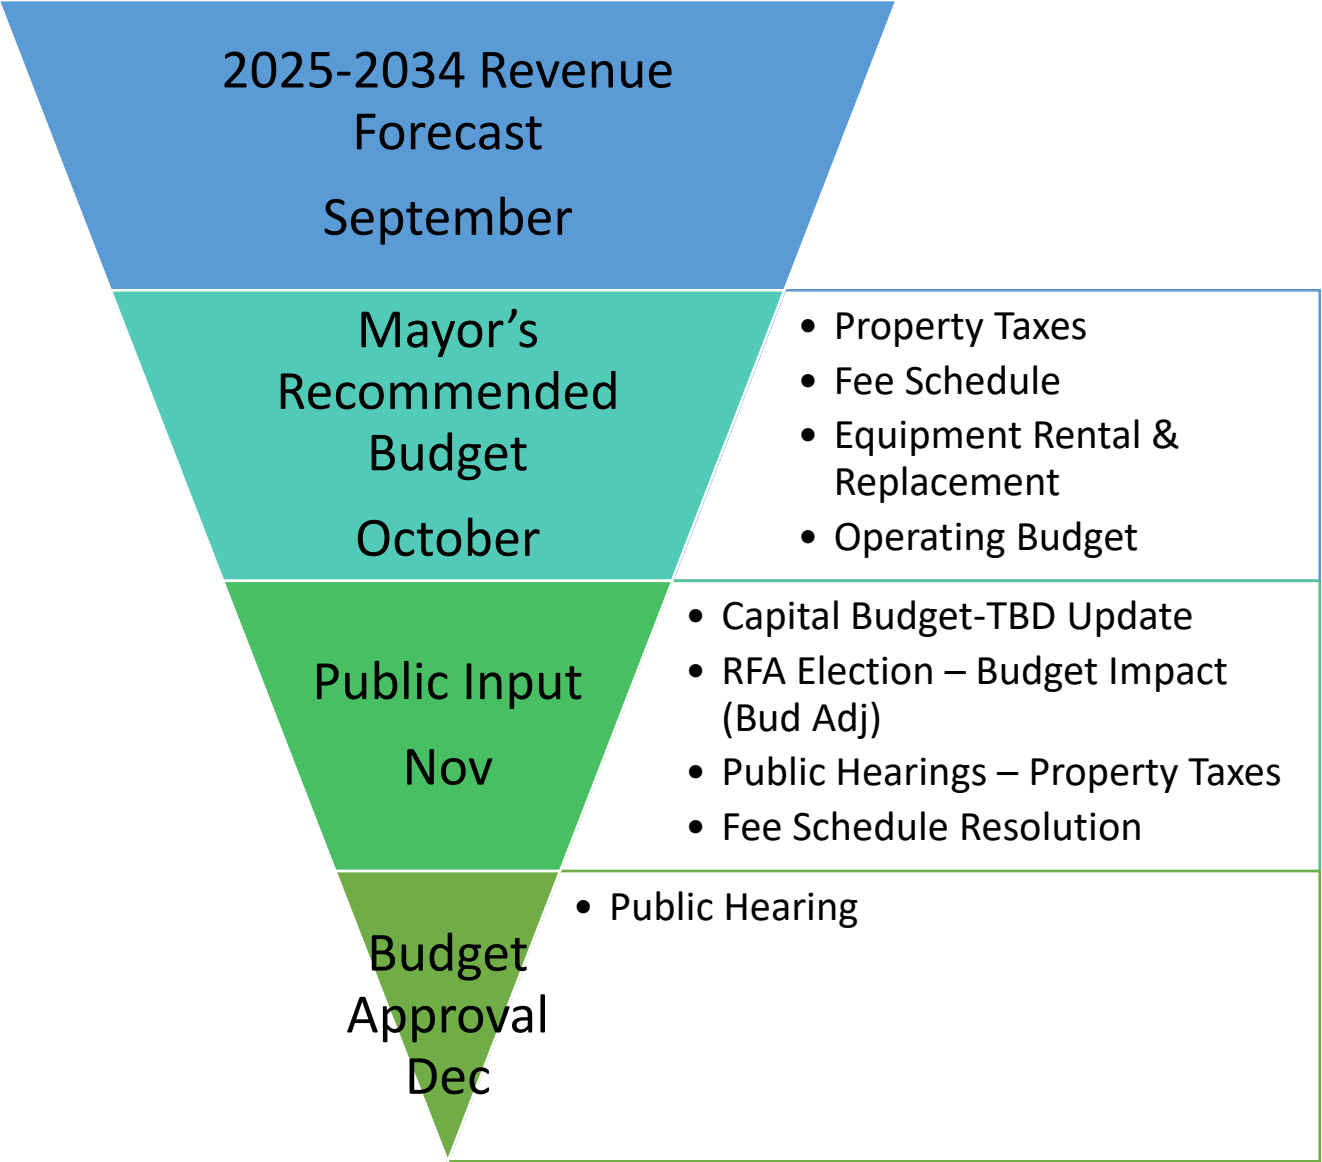 2025-2034 Revenue
Forecast
September
Mayor’s
Recommended
Budget
October
• Property Taxes
• Fee Schedule
• Equipment Rental &
Replacement
• Operating Budget
Public Input
Nov
• Capital Budget-TBD Update
• RFA Election – Budget Impact
(Bud Adj)
• Public Hearings – Property Taxes
• Fee Schedule Resolution
Budget
Approval
Dec
• Public Hearing